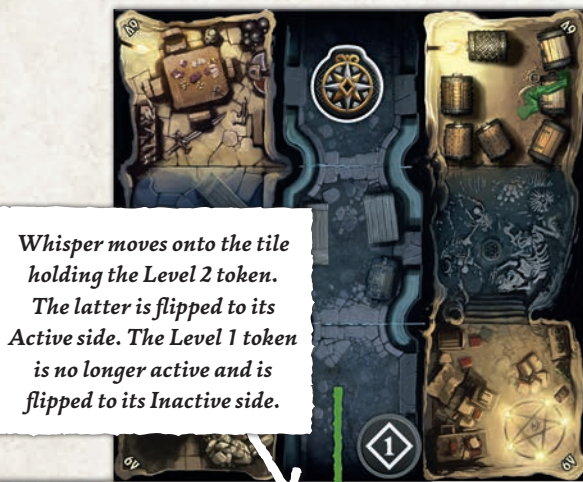 Whisper moves onto the tile
holding the Level 2 token.
The latter is flipped to its
Active side. The Level 1 token
is no longer active and is
flipped to its Inactive side.
1